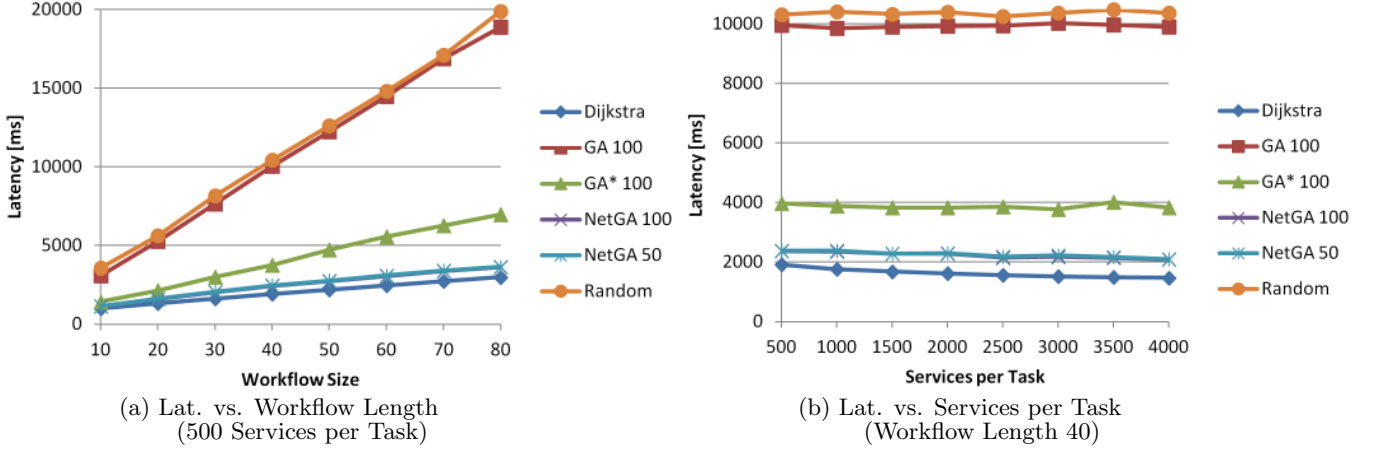 20000
15000
10000
5000
0
Latency [ms]
10 20 30 40 50 60 70 80
Workflow Size
Dijkstra
GA 100
GA* 100
NetGA 100
NetGA 50
Random
(a) Lat. vs. Workflow Length
(500 Services per Task)
10000
8000
6000
4000
2000
0
Latency [ms]
500 1000 1500 2000 2500 3000 3500 4000
Services per Task
Dijkstra
GA 100
GA* 100
NetGA 100
NetGA 50
Random
(b) Lat. vs. Services per Task
(Workflow Length 40)